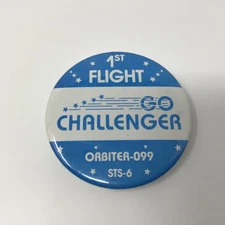 1ST
FLIGHT
GO
CHALLENGER
ORBITER-099
STS-6